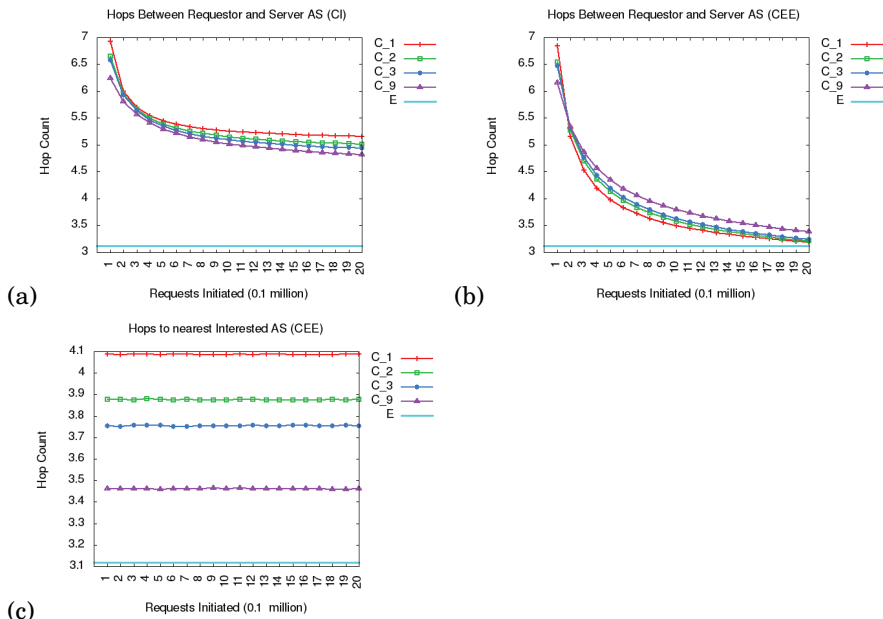 Hops Between Requestor and Server AS (CI)
7
6.5
6
5.5
5
4.5
4
3.5
3
Hop Count
1 2 3 4 5 6 7 8 9 10 11 12 13 14 15 16 17 18 19 20
Requests Initiated (0.1 million)
C_1
C_2
C_3
C_9
E
(a)
Hops Between Requestor and Server AS (CEE)
7
6.5
6
5.5
5
4.5
4
3.5
3
Hop Count
1 2 3 4 5 6 7 8 9 10 11 12 13 14 15 16 17 18 19 20
Requests Initiated (0.1 million)
C_1
C_2
C_3
C_9
E
(b)
Hops to nearest Interested AS (CEE)
4.1
4
3.9
3.8
3.7
3.6
3.5
3.4
3.3
3.2
3.1
Hop Count
1 2 3 4 5 6 7 8 9 10 11 12 13 14 15 16 17 18 19 20
Requests Initiated (0.1 million)
C_1
C_2
C_3
C_9
E
(c)